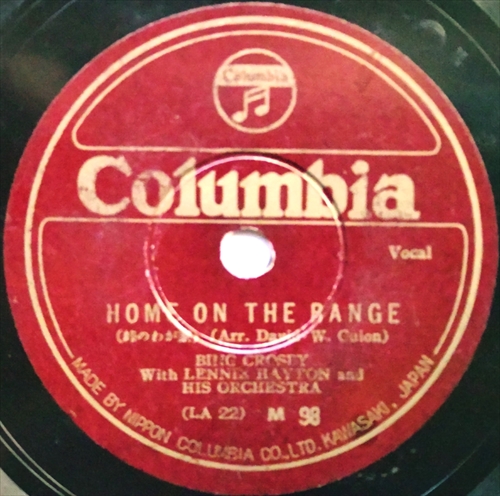 Columbia
Columbia
Vocal
HOME ON THE RANGE
(Arr. David W. Guion)
BING CROSBY
With LENNIE HAYTON and
HIS ORCHESTRA
(LA 22) M 98
MADE BY NIPPON COLUMBIA CO., LTD. KAWASAKI, JAPAN